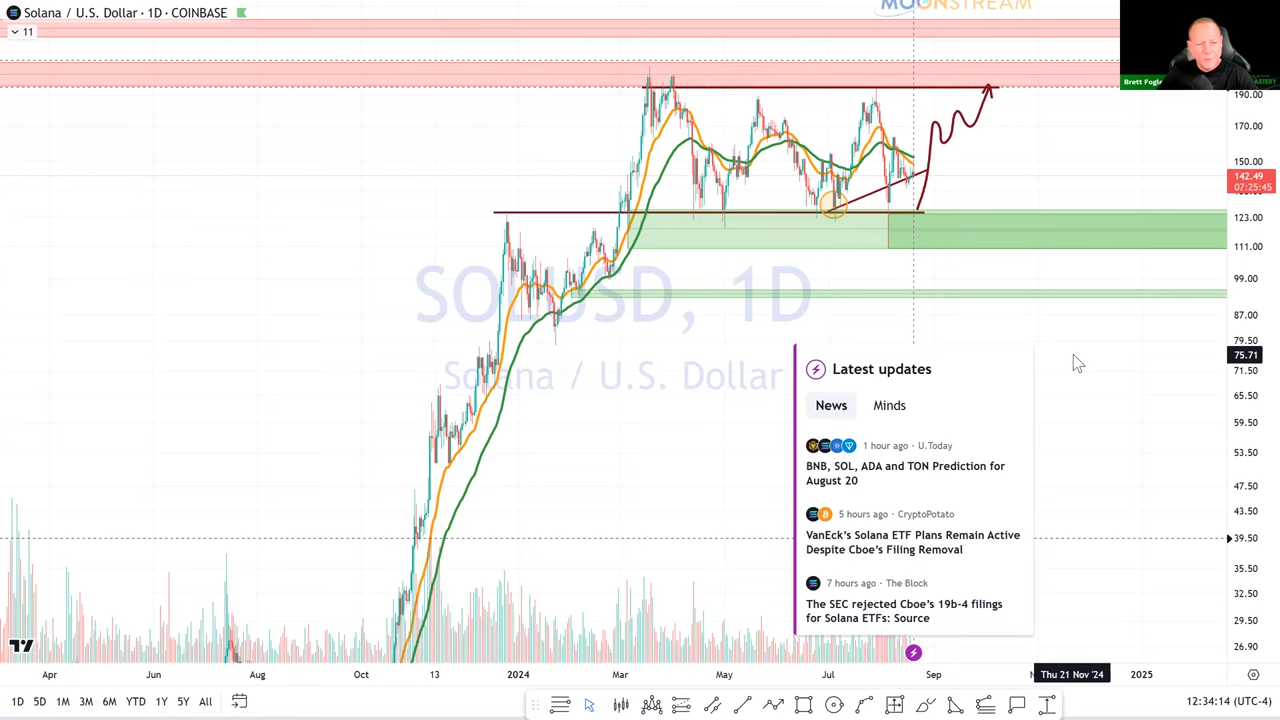 Solana / U.S. Dollar · 1D · COINBASE
MOONSTREAM
11
Brett Fogle
190.00
170.00
150.00
142.49
07:25:45
123.00
111.00
99.00
87.00
79.50
75.71
71.50
65.50
59.50
53.50
47.50
43.50
39.50
35.50
32.50
29.50
26.90
SOLUSD, 1D
Solana / U.S. Dollar
Latest updates
News Minds
1 hour ago · U.Today
BNB, SOL, ADA and TON Prediction for
August 20
5 hours ago · CryptoPotato
VanEck's Solana ETF Plans Remain Active
Despite Cboe's Filing Removal
7 hours ago · The Block
The SEC rejected Cboe's 19b-4 filings
for Solana ETFs: Source
Apr Jun Aug Oct 13 2024 Mar May Jul Sep Thu 21 Nov '24 2025
1D 5D 1M 3M 6M YTD 1Y 5Y All
12:34:14 (UTC-4)